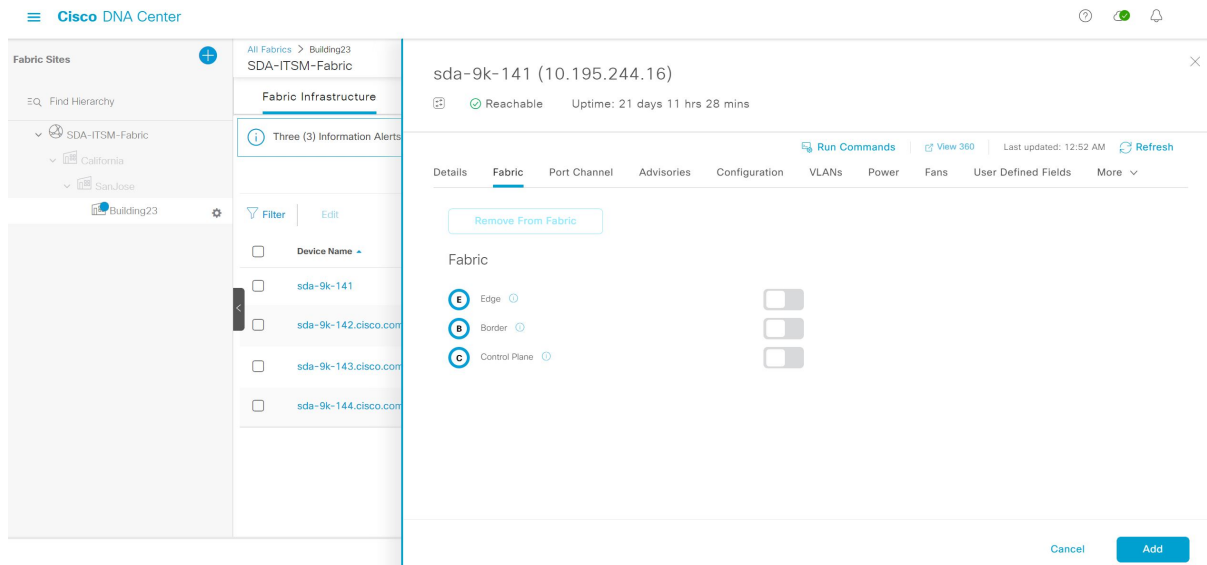 Cisco DNA Center
Fabric Sites
Find Hierarchy
SDA-ITSM-Fabric
California
SanJose
Building23
All Fabrics > Building23
SDA-ITSM-Fabric
Fabric Infrastructure
Three (3) Information Alerts
Filter Edit
Device Name
sda-9k-141
sda-9k-142.cisco.com
sda-9k-143.cisco.com
sda-9k-144.cisco.com
sda-9k-141 (10.195.244.16)
Reachable Uptime: 21 days 11 hrs 28 mins
Run Commands View 360 Last updated: 12:52 AM Refresh
Details Fabric Port Channel Advisories Configuration VLANs Power Fans User Defined Fields More
Remove From Fabric
Fabric
E Edge
B Border
C Control Plane
Cancel Add